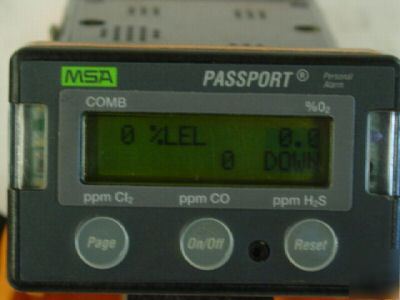 MSA PASSPORT® Personal Alarm
COMB %O₂
0 %LEL 0.0
0 DOWN
ppm Cl₂ ppm CO ppm H₂S
Page On/Off Reset